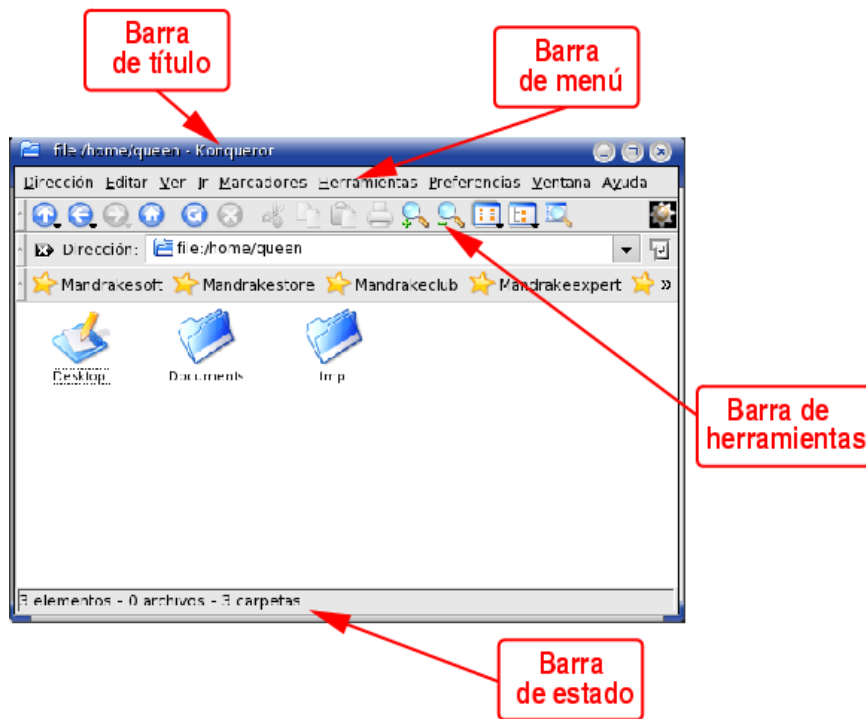 Barra
de título
Barra
de menú
file:/home/queen - Konqueror
Dirección Editar Ver Ir Marcadores Herramientas Preferencias Ventana Ayuda
Dirección: file:/home/queen
Mandrakesoft Mandrakestore Mandrakeclub Mandrakeexpert »
Desktop Documents tmp
Barra de
herramientas
3 elementos - 0 archivos - 3 carpetas
Barra
de estado